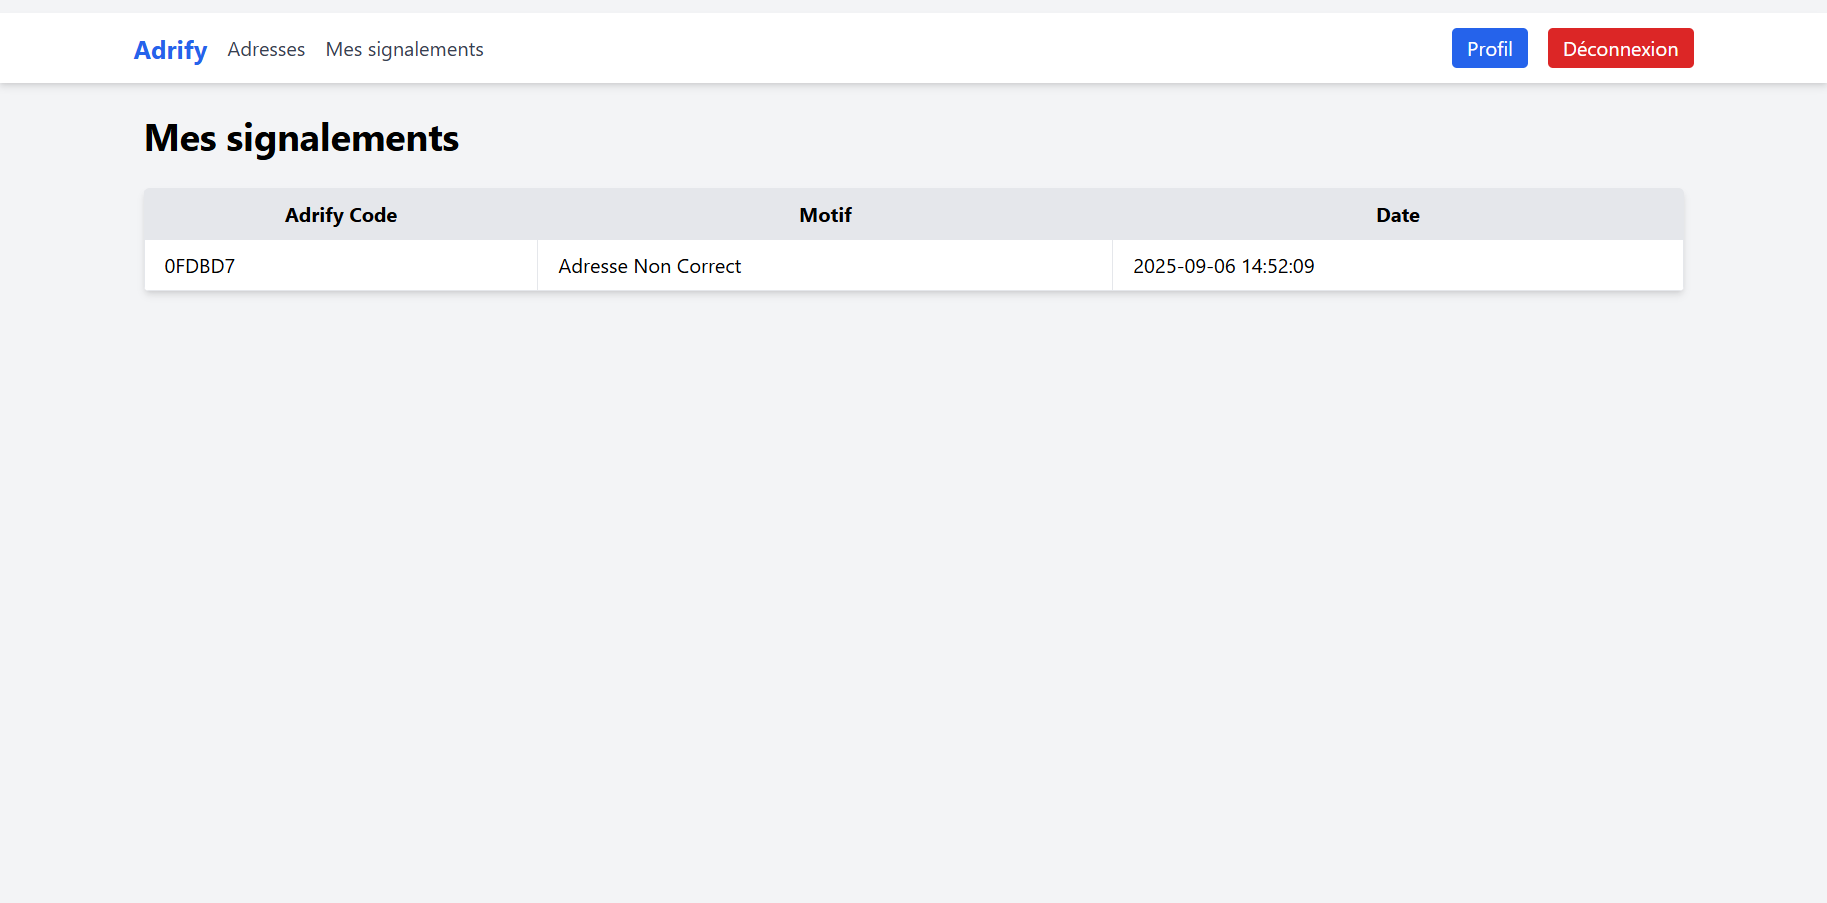 Adrify Adresses Mes signalements Profil Déconnexion
Mes signalements
Adrify Code Motif Date
0FDBD7 Adresse Non Correct 2025-09-06 14:52:09